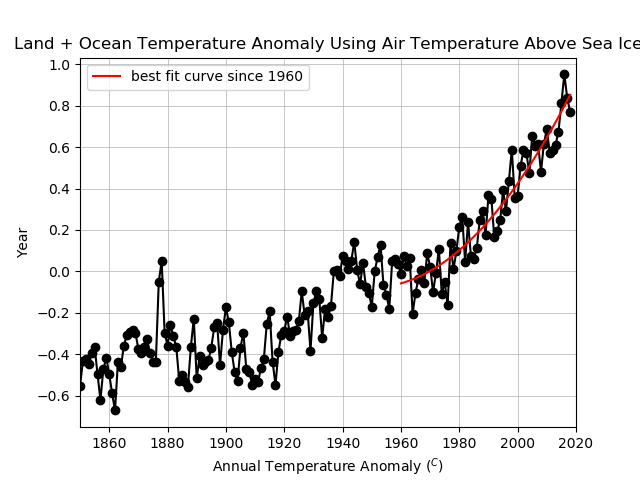 Land + Ocean Temperature Anomaly Using Air Temperature Above Sea Ice
best fit curve since 1960
1.0
0.8
0.6
0.4
0.2
0.0
−0.2
−0.4
−0.6
Year
1860 1880 1900 1920 1940 1960 1980 2000 2020
Annual Temperature Anomaly (C)